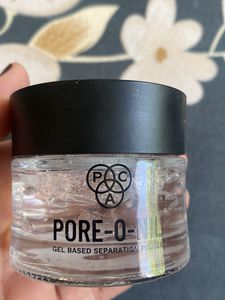 P C
A
PORE-O-
GEL BASED SEPARATION